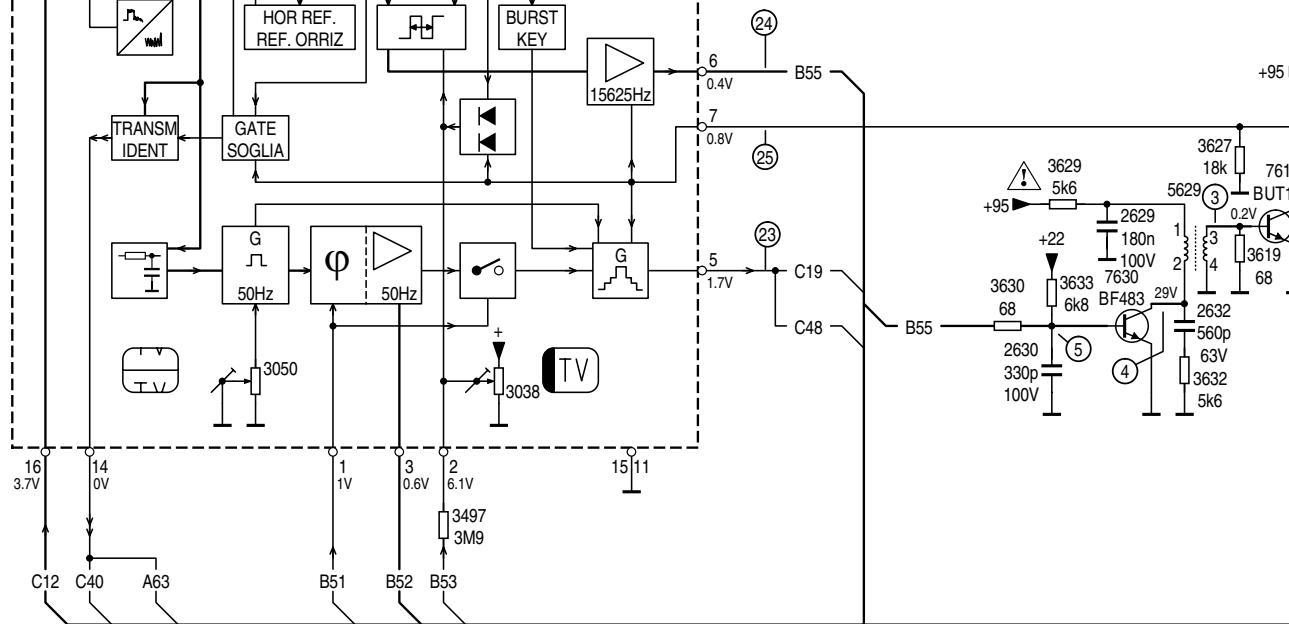 HOR REF.
REF. ORRIZ
BURST
KEY
15625Hz
6
0.4V
24
B55
+95
TRANSM
IDENT
GATE
SOGLIA
7
0.8V
25
3627
18k
3629
5k6
+95
5629
3
0.2V
761
BUT1
2629
180n
100V
1
2
3
4
3619
68
G
50Hz
φ
50Hz
G
5
1.7V
23
C19
C48
B55
+22
3633
6k8
3630
68
7630
BF483
29V
2632
560p
63V
3632
5k6
2630
330p
100V
5
4
TV
TV
3050
+
3038
TV
16
3.7V
14
0V
1
1V
3
0.6V
2
6.1V
15
11
3497
3M9
C12
C40
A63
B51
B52
B53